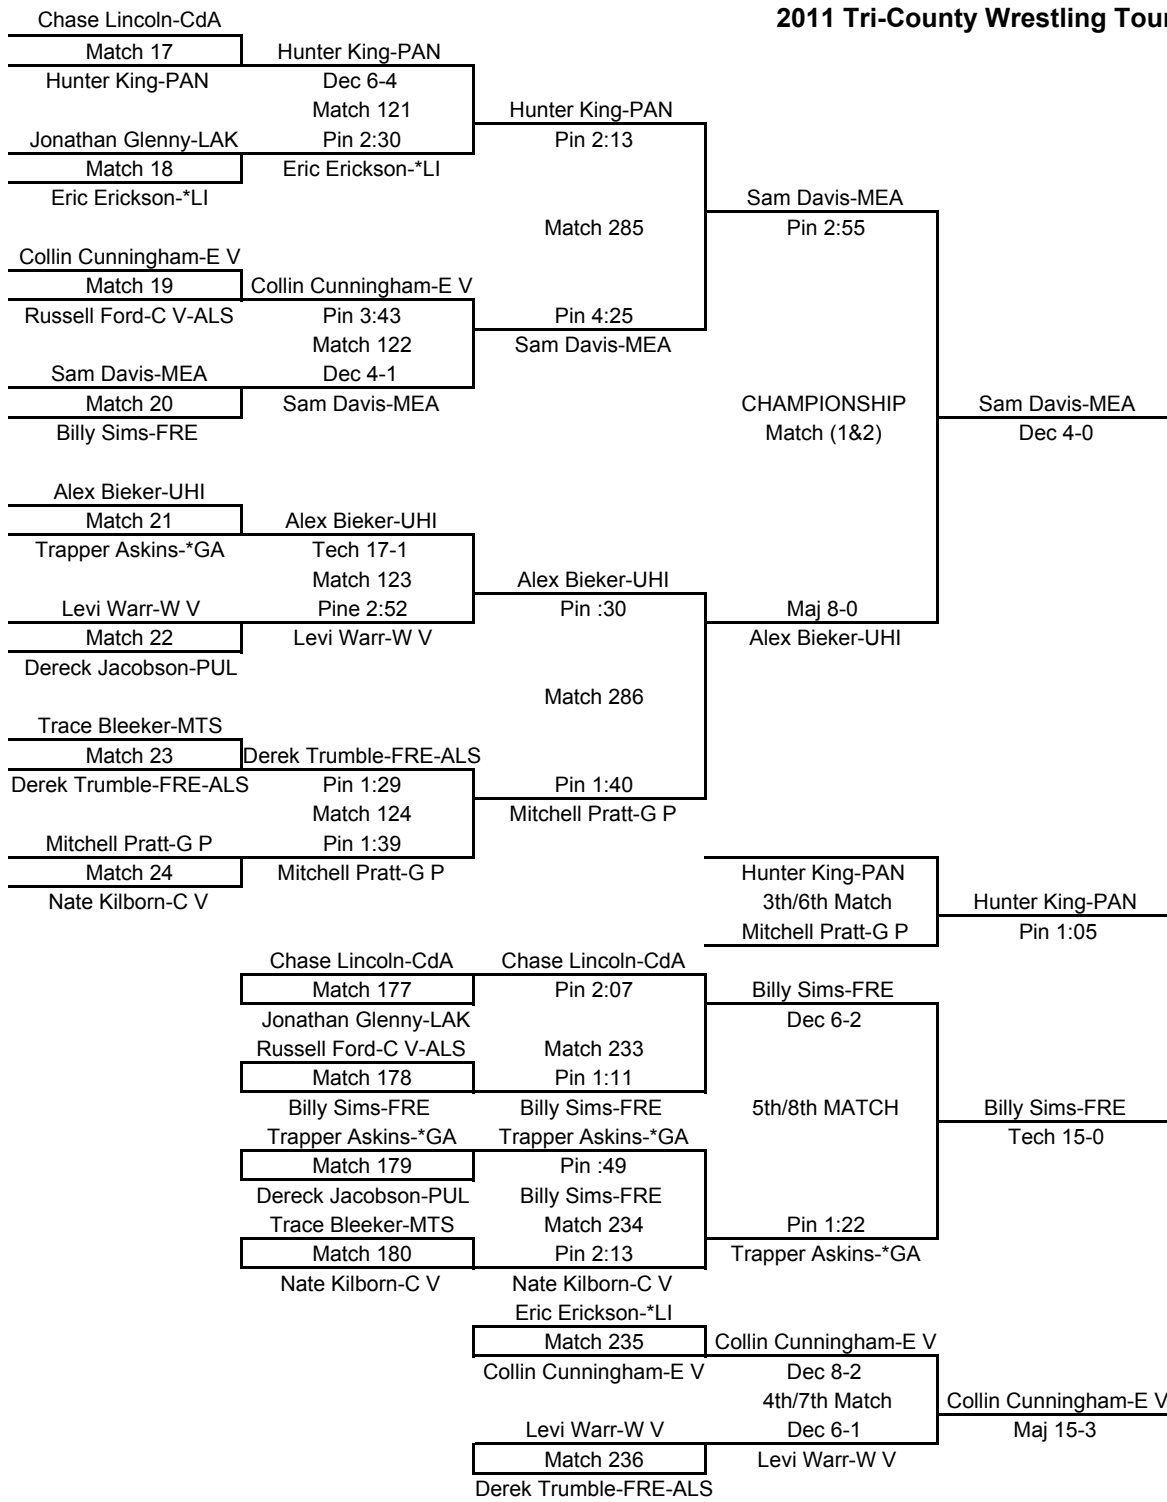 2011 Tri-County Wrestling Tour
Chase Lincoln-CdA
Match 17
Hunter King-PAN
Hunter King-PAN
Dec 6-4
Match 121
Hunter King-PAN
Jonathan Glenny-LAK
Pin 2:30
Pin 2:13
Match 18
Eric Erickson-*LI
Eric Erickson-*LI
Sam Davis-MEA
Match 285
Pin 2:55
Collin Cunningham-E V
Match 19
Collin Cunningham-E V
Russell Ford-C V-ALS
Pin 3:43
Pin 4:25
Match 122
Sam Davis-MEA
Sam Davis-MEA
Dec 4-1
Match 20
Sam Davis-MEA
CHAMPIONSHIP
Sam Davis-MEA
Billy Sims-FRE
Match (1&2)
Dec 4-0
Alex Bieker-UHI
Match 21
Alex Bieker-UHI
Trapper Askins-*GA
Tech 17-1
Match 123
Alex Bieker-UHI
Levi Warr-W V
Pine 2:52
Pin :30
Maj 8-0
Match 22
Levi Warr-W V
Alex Bieker-UHI
Dereck Jacobson-PUL
Match 286
Trace Bleeker-MTS
Match 23
Derek Trumble-FRE-ALS
Derek Trumble-FRE-ALS
Pin 1:29
Pin 1:40
Match 124
Mitchell Pratt-G P
Mitchell Pratt-G P
Pin 1:39
Match 24
Mitchell Pratt-G P
Hunter King-PAN
Nate Kilborn-C V
3th/6th Match
Hunter King-PAN
Mitchell Pratt-G P
Pin 1:05
Chase Lincoln-CdA
Chase Lincoln-CdA
Match 177
Pin 2:07
Billy Sims-FRE
Jonathan Glenny-LAK
Dec 6-2
Russell Ford-C V-ALS
Match 233
Match 178
Pin 1:11
Billy Sims-FRE
Billy Sims-FRE
5th/8th MATCH
Billy Sims-FRE
Trapper Askins-*GA
Trapper Askins-*GA
Tech 15-0
Match 179
Pin :49
Dereck Jacobson-PUL
Billy Sims-FRE
Trace Bleeker-MTS
Match 234
Pin 1:22
Match 180
Pin 2:13
Trapper Askins-*GA
Nate Kilborn-C V
Nate Kilborn-C V
Eric Erickson-*LI
Match 235
Collin Cunningham-E V
Collin Cunningham-E V
Dec 8-2
4th/7th Match
Collin Cunningham-E V
Levi Warr-W V
Dec 6-1
Maj 15-3
Match 236
Levi Warr-W V
Derek Trumble-FRE-ALS